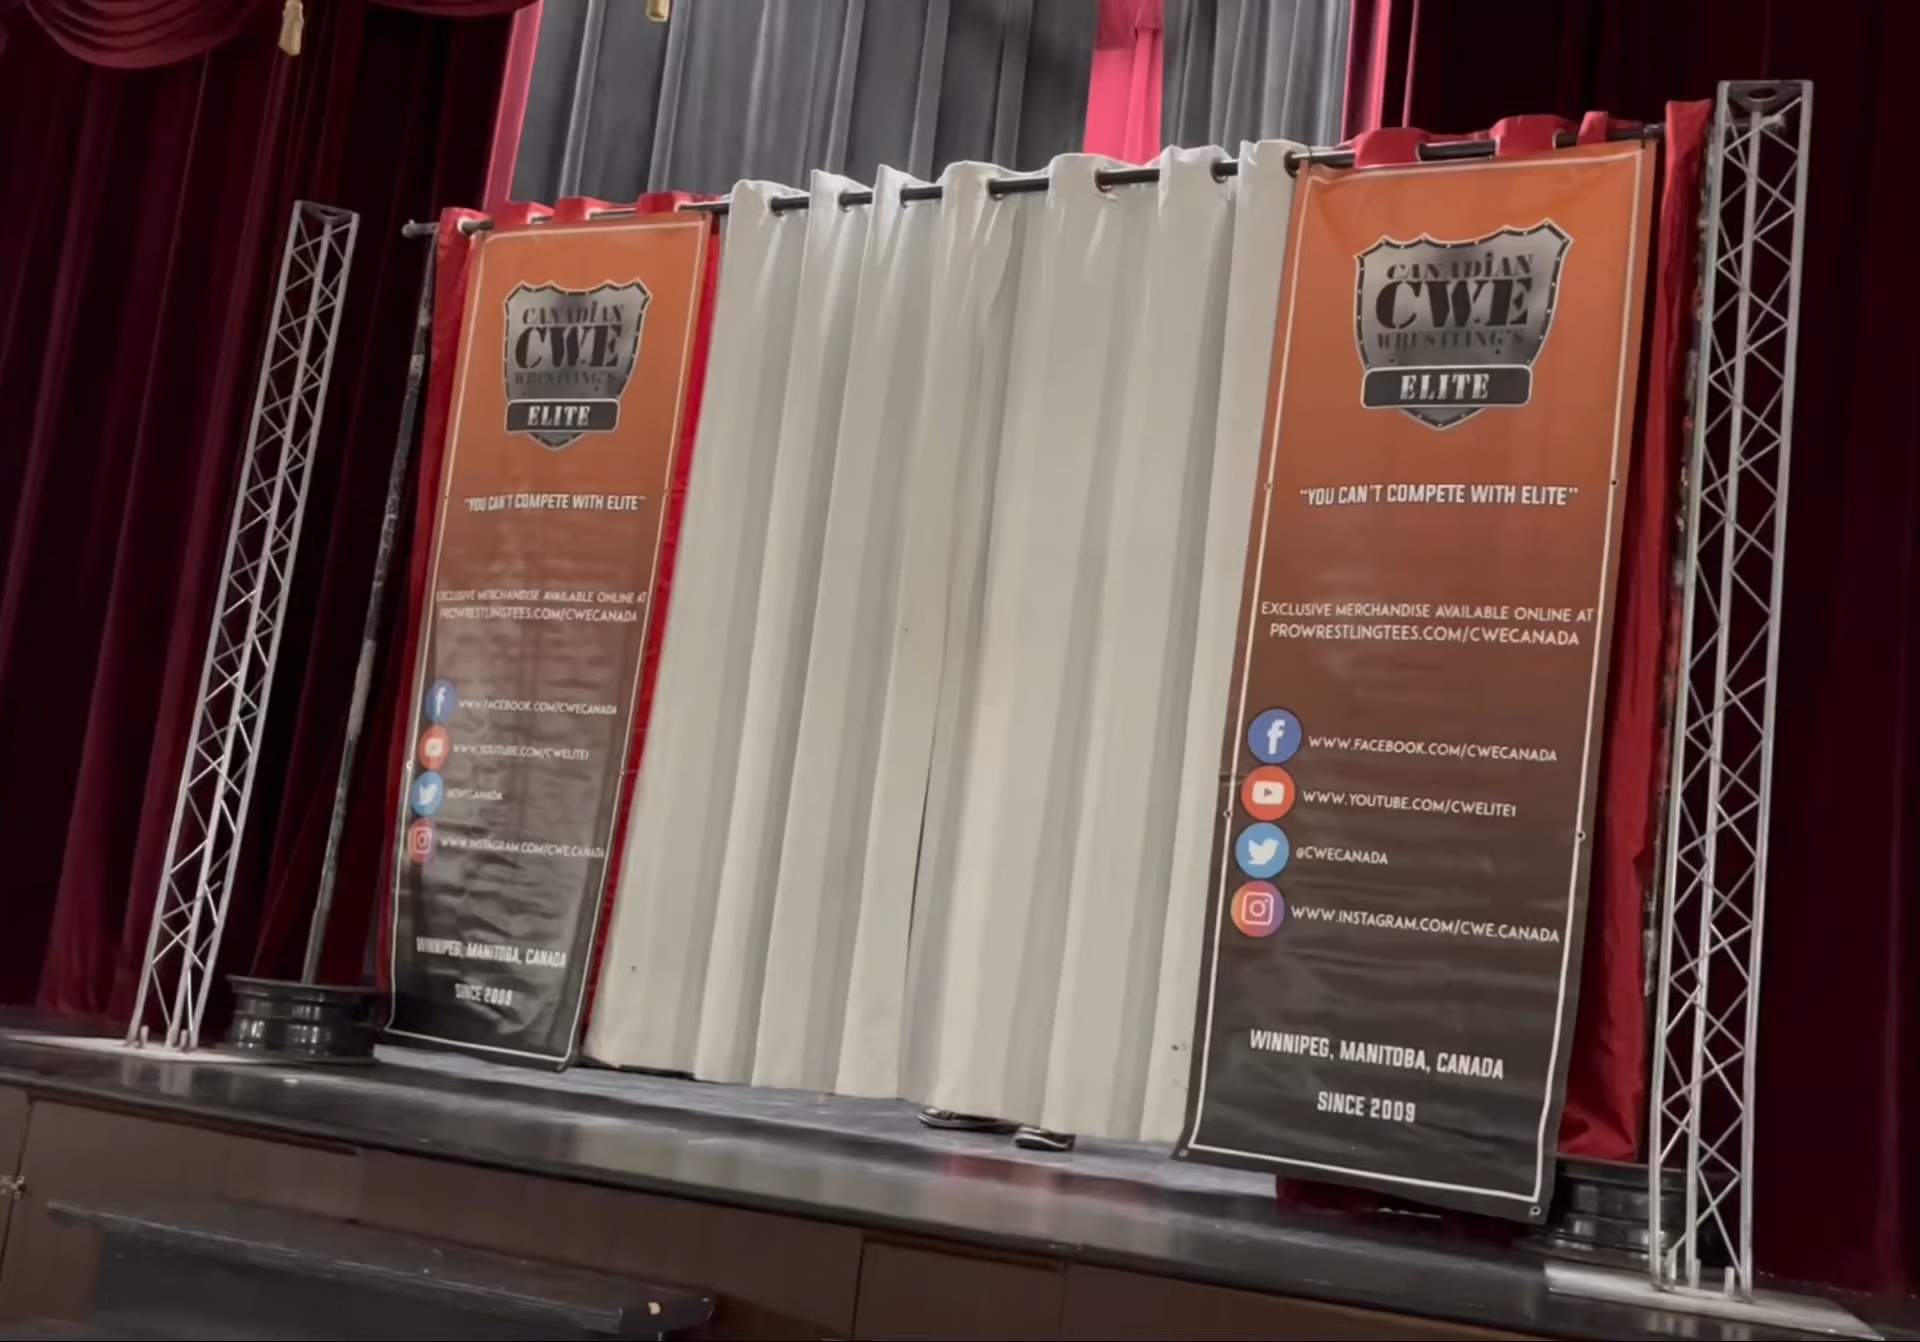 CANADIAN
CWE
WRESTLING'S
ELITE
"YOU CAN'T COMPETE WITH ELITE"
EXCLUSIVE MERCHANDISE AVAILABLE ONLINE AT
PROWRESTLINGTEES.COM/CWECANADA
WWW.FACEBOOK.COM/CWECANADA
WWW.YOUTUBE.COM/CWELITE1
@CWECANADA
WWW.INSTAGRAM.COM/CWE.CANADA
WINNIPEG, MANITOBA, CANADA
SINCE 2009
CANADIAN
CWE
WRESTLING'S
ELITE
"YOU CAN'T COMPETE WITH ELITE"
EXCLUSIVE MERCHANDISE AVAILABLE ONLINE AT
PROWRESTLINGTEES.COM/CWECANADA
WWW.FACEBOOK.COM/CWECANADA
WWW.YOUTUBE.COM/CWELITE1
@CWECANADA
WWW.INSTAGRAM.COM/CWE.CANADA
WINNIPEG, MANITOBA, CANADA
SINCE 2009